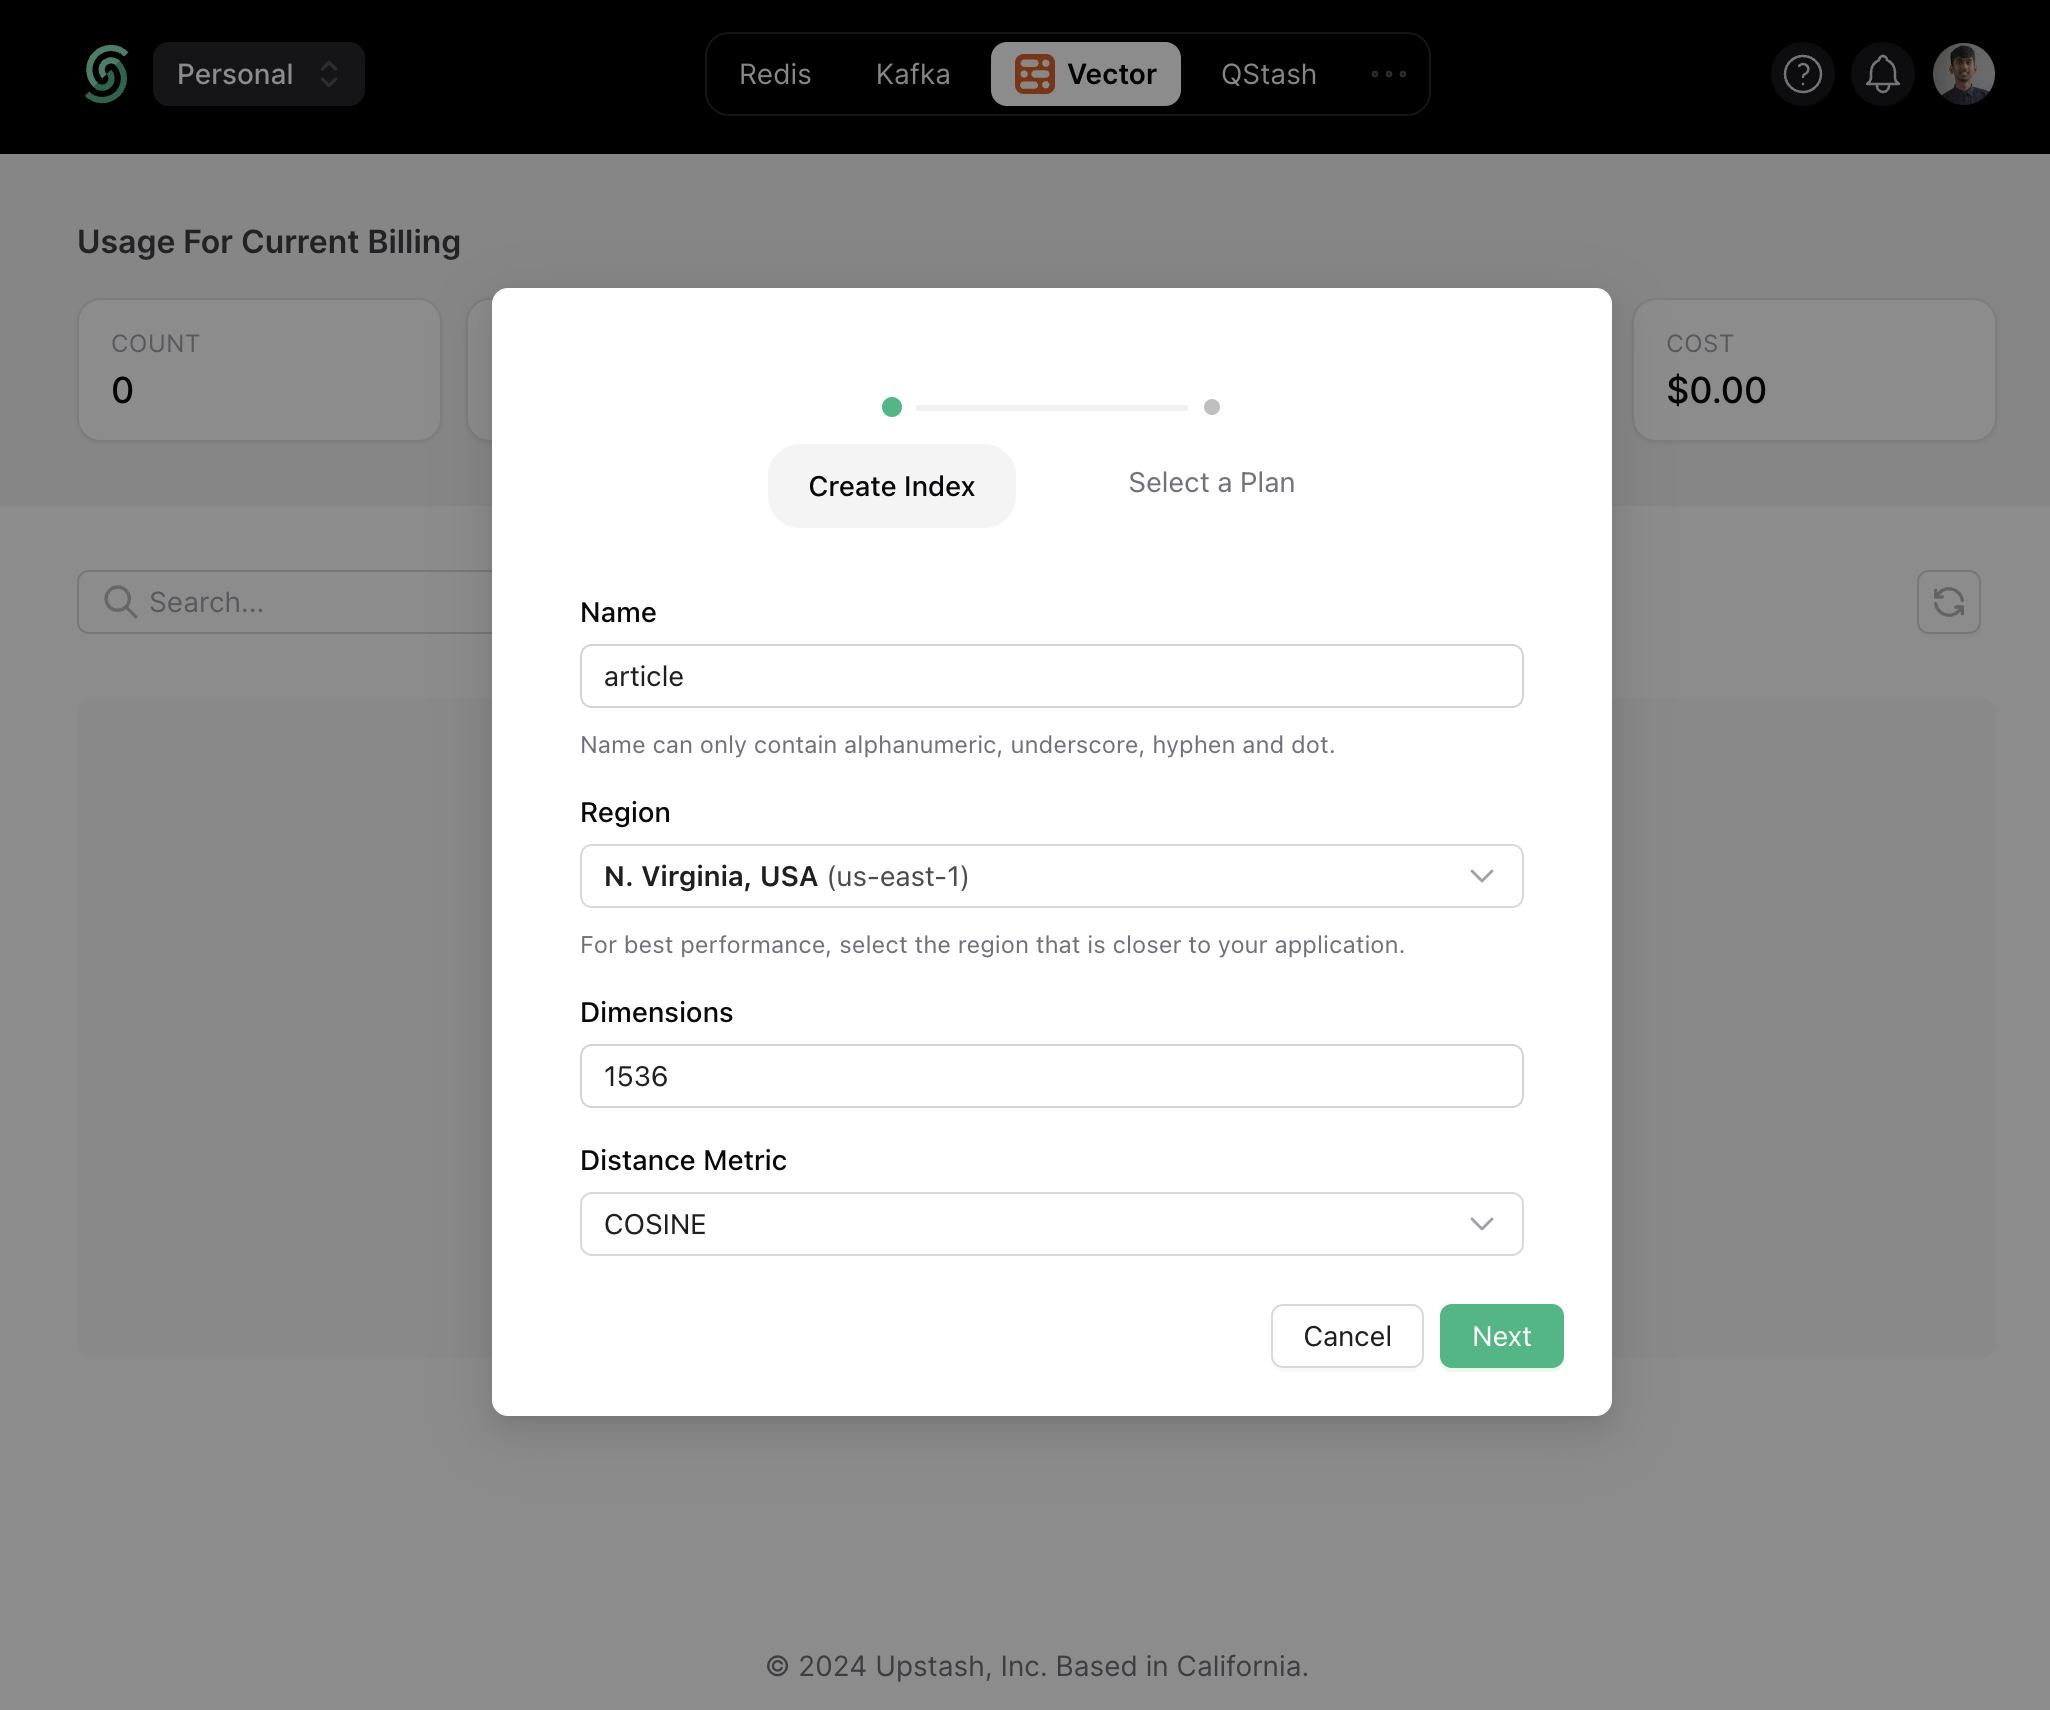 Personal
Redis
Kafka
Vector
QStash
Usage For Current Billing
COUNT
0
COST
$0.00
Search...
Create Index
Select a Plan
Name
article
Name can only contain alphanumeric, underscore, hyphen and dot.
Region
N. Virginia, USA (us-east-1)
For best performance, select the region that is closer to your application.
Dimensions
1536
Distance Metric
COSINE
Cancel
Next
© 2024 Upstash, Inc. Based in California.